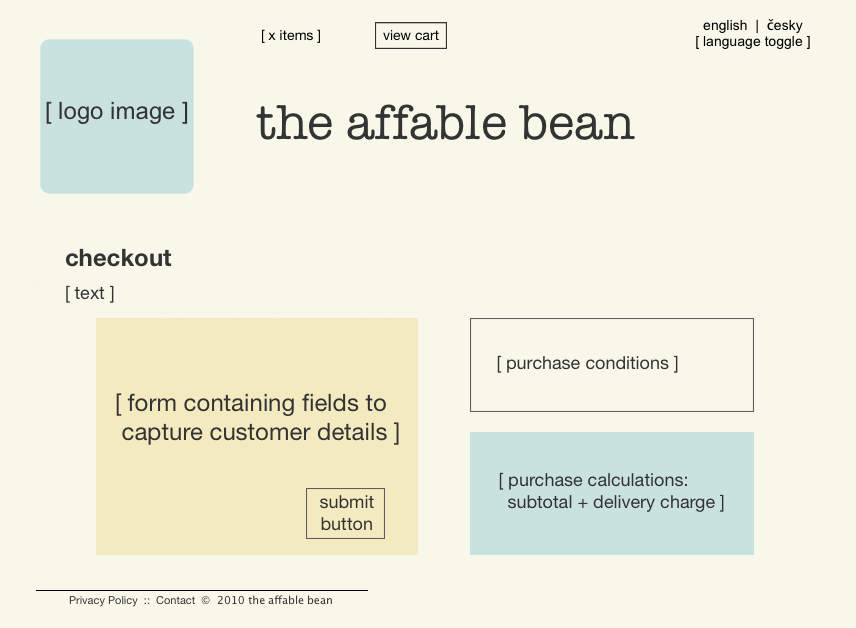 [ x items ]
view cart
english | česky
[ language toggle ]
[ logo image ]
the affable bean
checkout
[ text ]
[ form containing fields to
capture customer details ]
submit
button
[ purchase conditions ]
[ purchase calculations:
subtotal + delivery charge ]
Privacy Policy :: Contact © 2010 the affable bean